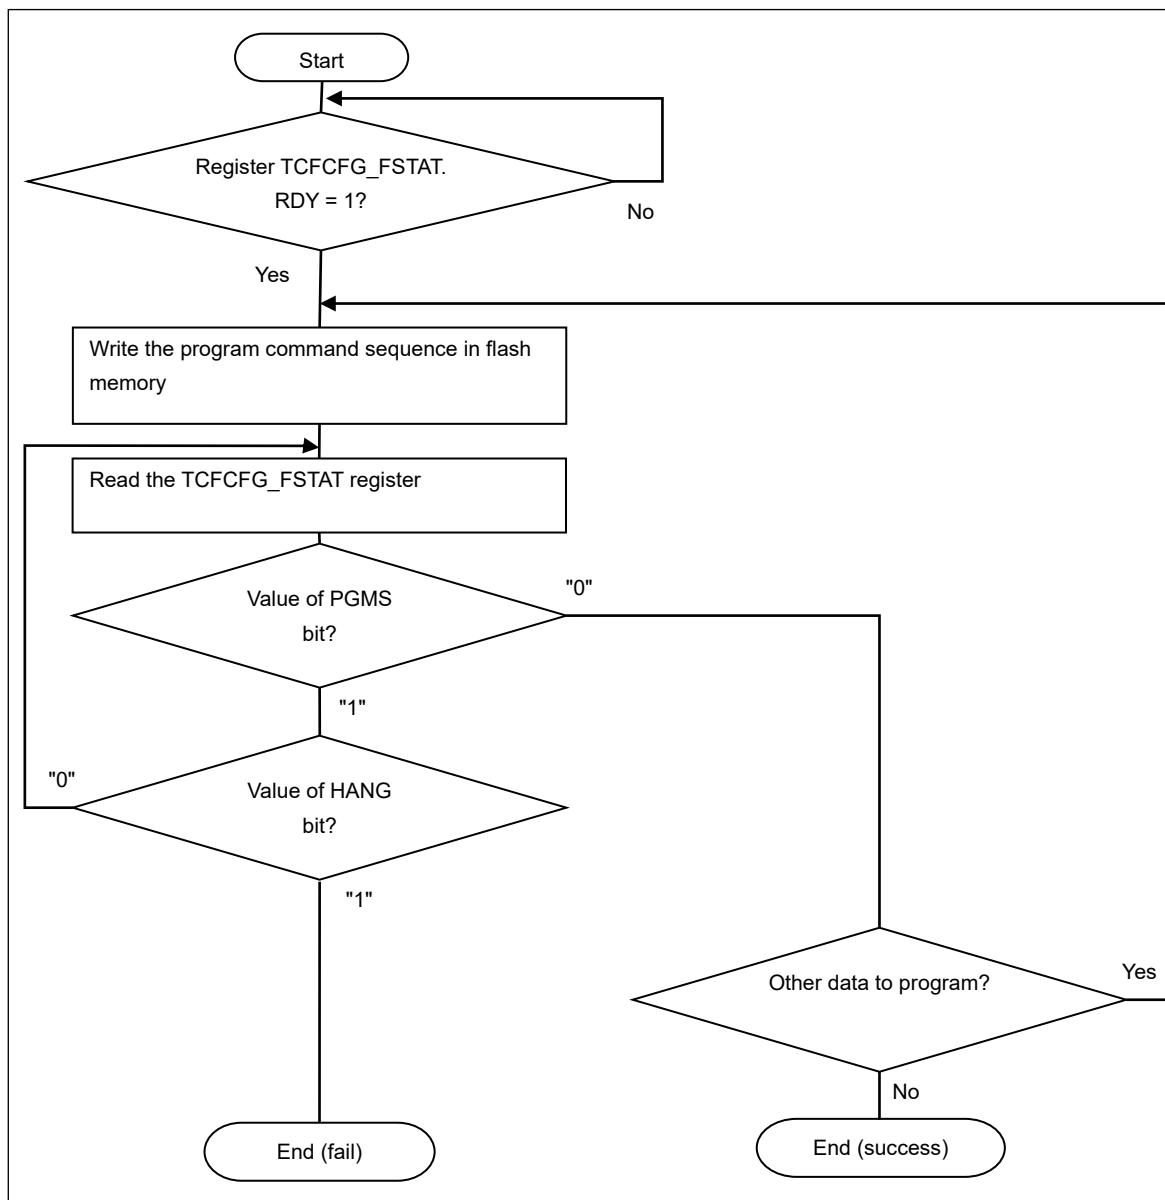 Start
Register TCFCFG_FSTAT.
RDY = 1?
No
Yes
Write the program command sequence in flash
memory
Read the TCFCFG_FSTAT register
Value of PGMS
bit?
"0"
"1"
Value of HANG
bit?
"0"
"1"
Other data to program?
Yes
No
End (fail)
End (success)